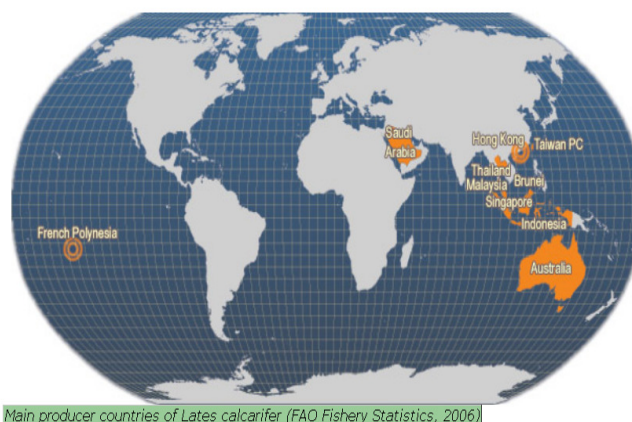 Saudi
Arabia
Hong Kong
Taiwan PC
Thailand
Malaysia
Brunei
Singapore
Indonesia
French Polynesia
Australia
Main producer countries of Lates calcarifer (FAO Fishery Statistics, 2006)